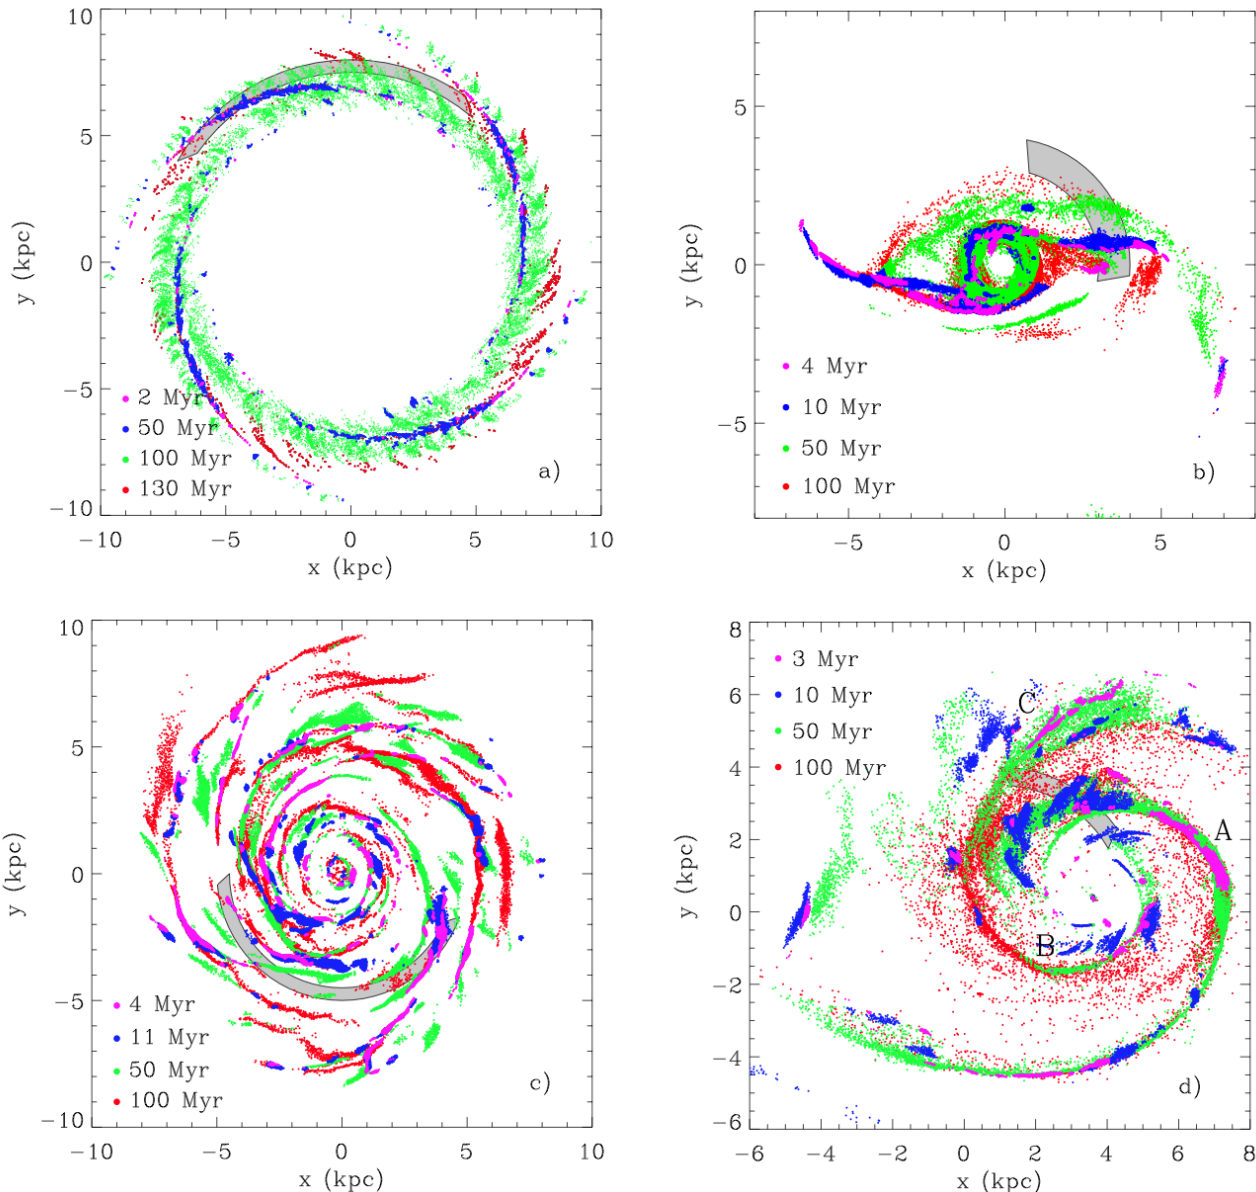 10
5
0
−5
−10
y (kpc)
2 Myr
50 Myr
100 Myr
130 Myr
a)
−10 −5 0 5 10
x (kpc)
5
0
−5
y (kpc)
4 Myr
10 Myr
50 Myr
100 Myr
b)
−5 0 5
x (kpc)
10
5
0
−5
−10
y (kpc)
4 Myr
11 Myr
50 Myr
100 Myr
c)
−10 −5 0 5 10
x (kpc)
8
6
4
2
0
−2
−4
−6
y (kpc)
3 Myr
10 Myr
50 Myr
100 Myr
C
A
B
d)
−6 −4 −2 0 2 4 6 8
x (kpc)